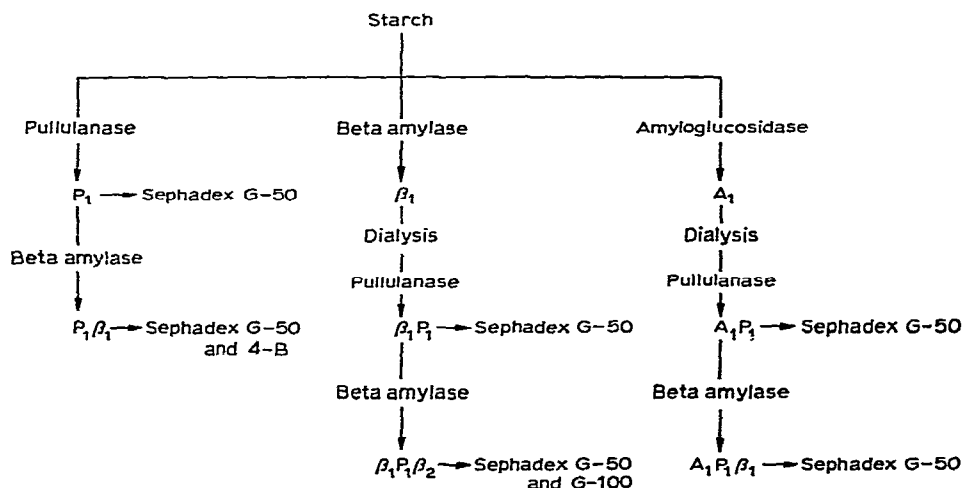 Starch
Pullulanase
Beta amylase
Amyloglucosidase
P₁ → Sephadex G-50
β₁
A₁
Dialysis
Dialysis
Beta amylase
Pullulanase
Pullulanase
P₁β₁ → Sephadex G-50
and 4-B
β₁P₁ → Sephadex G-50
A₁P₁ → Sephadex G-50
Beta amylase
Beta amylase
β₁P₁β₂ → Sephadex G-50
and G-100
A₁P₁β₁ → Sephadex G-50